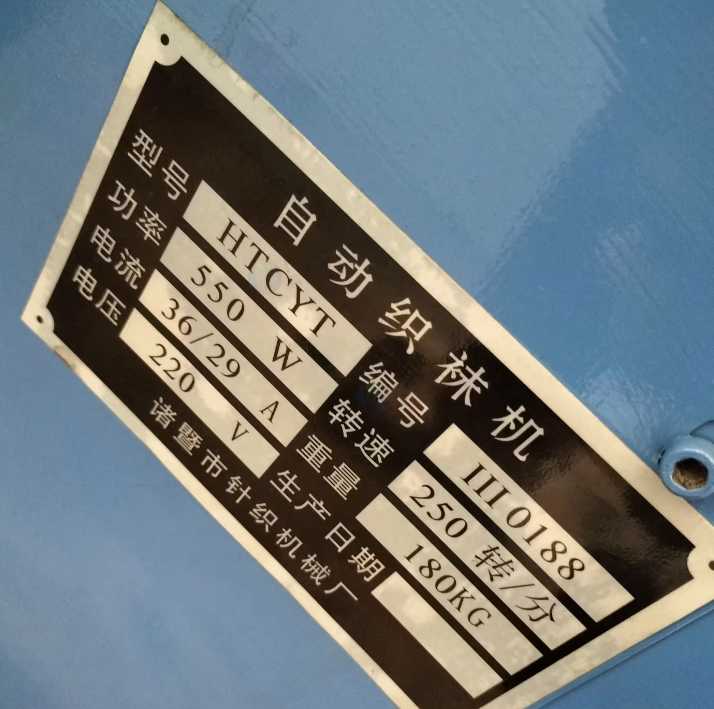 自动织袜机
型号 HTCYT 编号 III0188
功率 550 W 转速 250 转/分
电流 36/29 A 重量 180KG
电压 220 V 生产日期
诸暨市针织机械厂